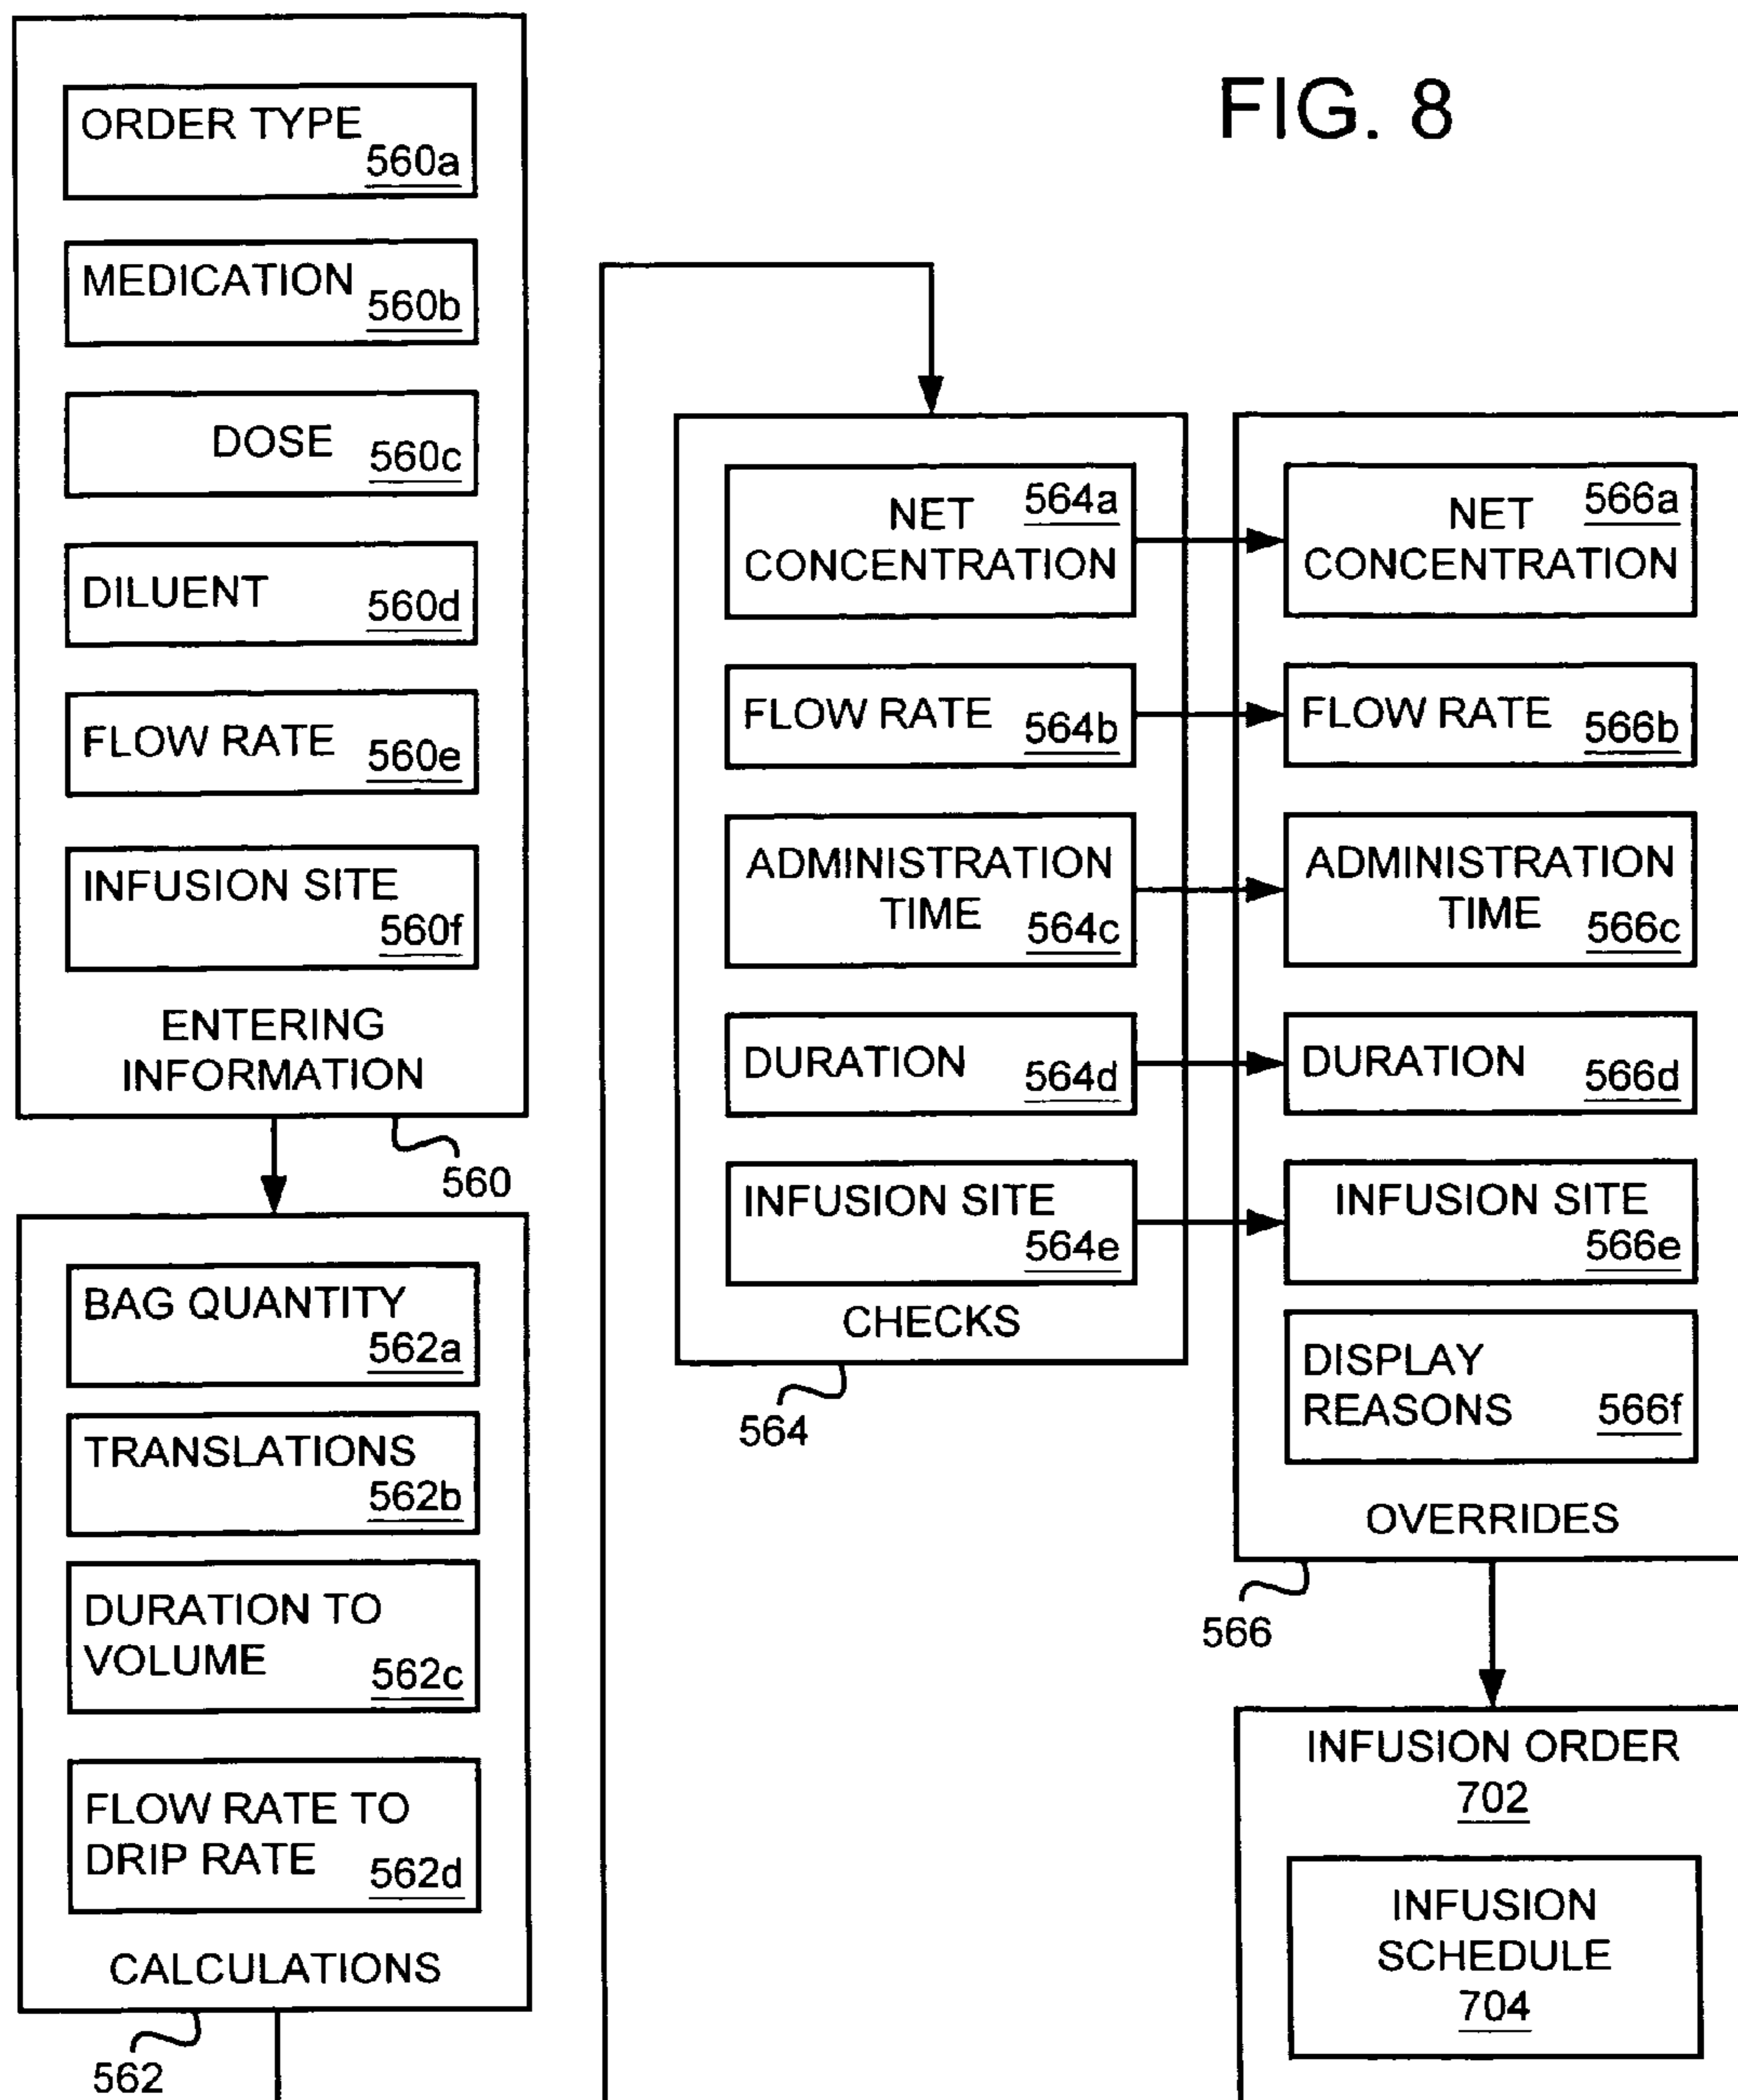 FIG. 8
ORDER TYPE
560a
MEDICATION
560b
DOSE 560c
DILUENT 560d
FLOW RATE 560e
INFUSION SITE
560f
ENTERING
INFORMATION
560
BAG QUANTITY
562a
TRANSLATIONS
562b
DURATION TO
VOLUME 562c
FLOW RATE TO
DRIP RATE 562d
CALCULATIONS
562
NET 564a
CONCENTRATION
FLOW RATE 564b
ADMINISTRATION
TIME 564c
DURATION 564d
INFUSION SITE
564e
CHECKS
564
NET 566a
CONCENTRATION
FLOW RATE 566b
ADMINISTRATION
TIME 566c
DURATION 566d
INFUSION SITE
566e
DISPLAY
REASONS 566f
OVERRIDES
566
INFUSION ORDER
702
INFUSION
SCHEDULE
704